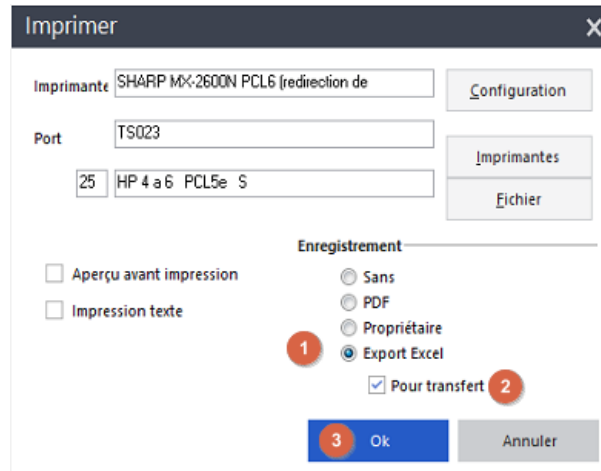 Imprimer
Imprimante SHARP MX-2600N PCL6 (redirection de
Configuration
Port TS023
Imprimantes
25 HP 4 a 6 PCL5e S
Fichier
Enregistrement
Aperçu avant impression
Sans
Impression texte
PDF
Propriétaire
1 Export Excel
Pour transfert 2
3 Ok
Annuler